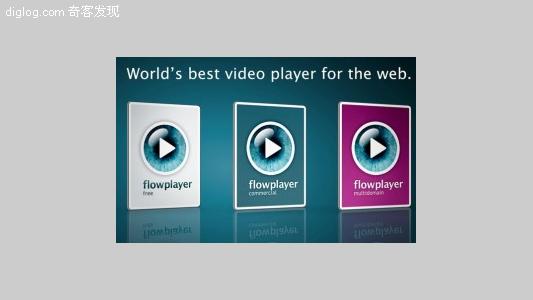 diglog.com 奇客发现
World's best video player for the web.
flowplayer
free
flowplayer
commercial
flowplayer
multidomain